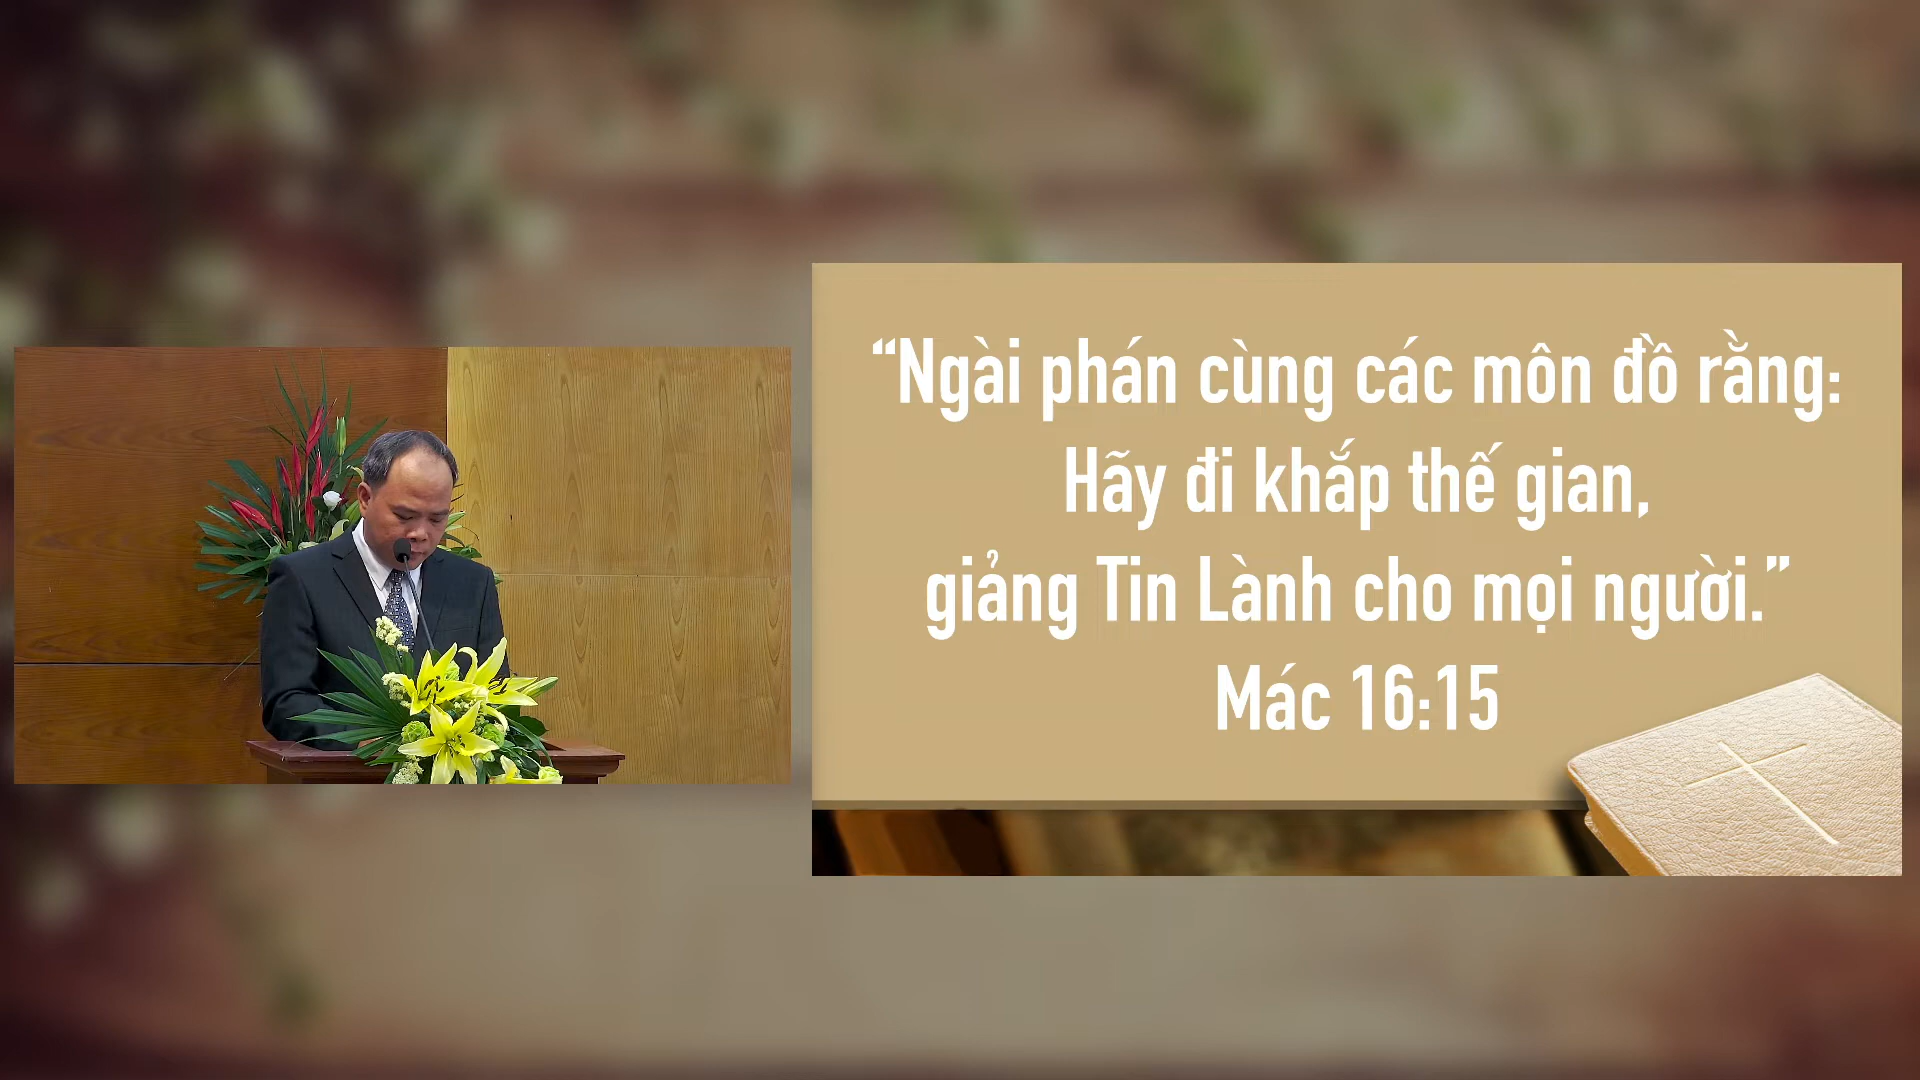 “Ngài phán cùng các môn đồ rằng:
Hãy đi khắp thế gian,
giảng Tin Lành cho mọi người.”
Mác 16:15